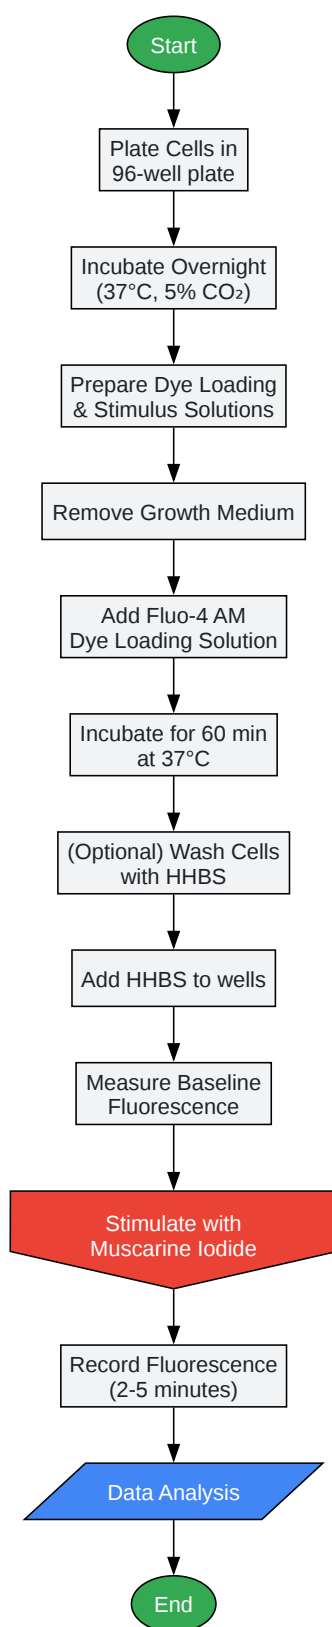 Start
Plate Cells in
96-well plate
Incubate Overnight
(37°C, 5% CO₂)
Prepare Dye Loading
& Stimulus Solutions
Remove Growth Medium
Add Fluo-4 AM
Dye Loading Solution
Incubate for 60 min
at 37°C
(Optional) Wash Cells
with HHBS
Add HHBS to wells
Measure Baseline
Fluorescence
Stimulate with
Muscarine Iodide
Record Fluorescence
(2-5 minutes)
Data Analysis
End